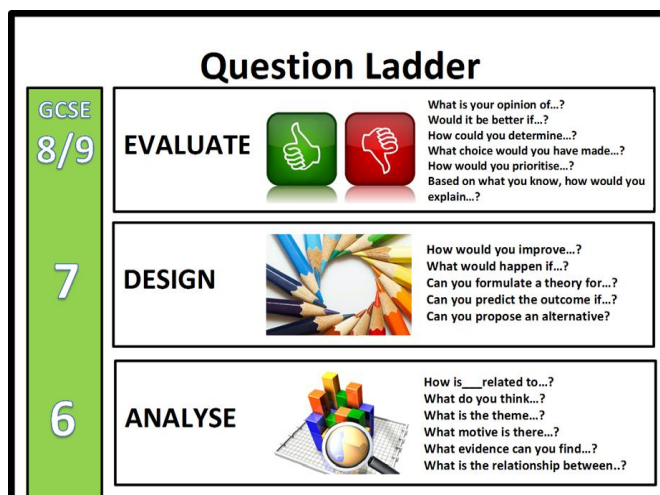 Question Ladder
GCSE
8/9
EVALUATE
What is your opinion of...?
Would it be better if...?
How could you determine...?
What choice would you have made...?
How would you prioritise...?
Based on what you know, how would you
explain...?
7
DESIGN
How would you improve...?
What would happen if...?
Can you formulate a theory for...?
Can you predict the outcome if...?
Can you propose an alternative?
6
ANALYSE
How is___related to...?
What do you think...?
What is the theme...?
What motive is there...?
What evidence can you find...?
What is the relationship between..?